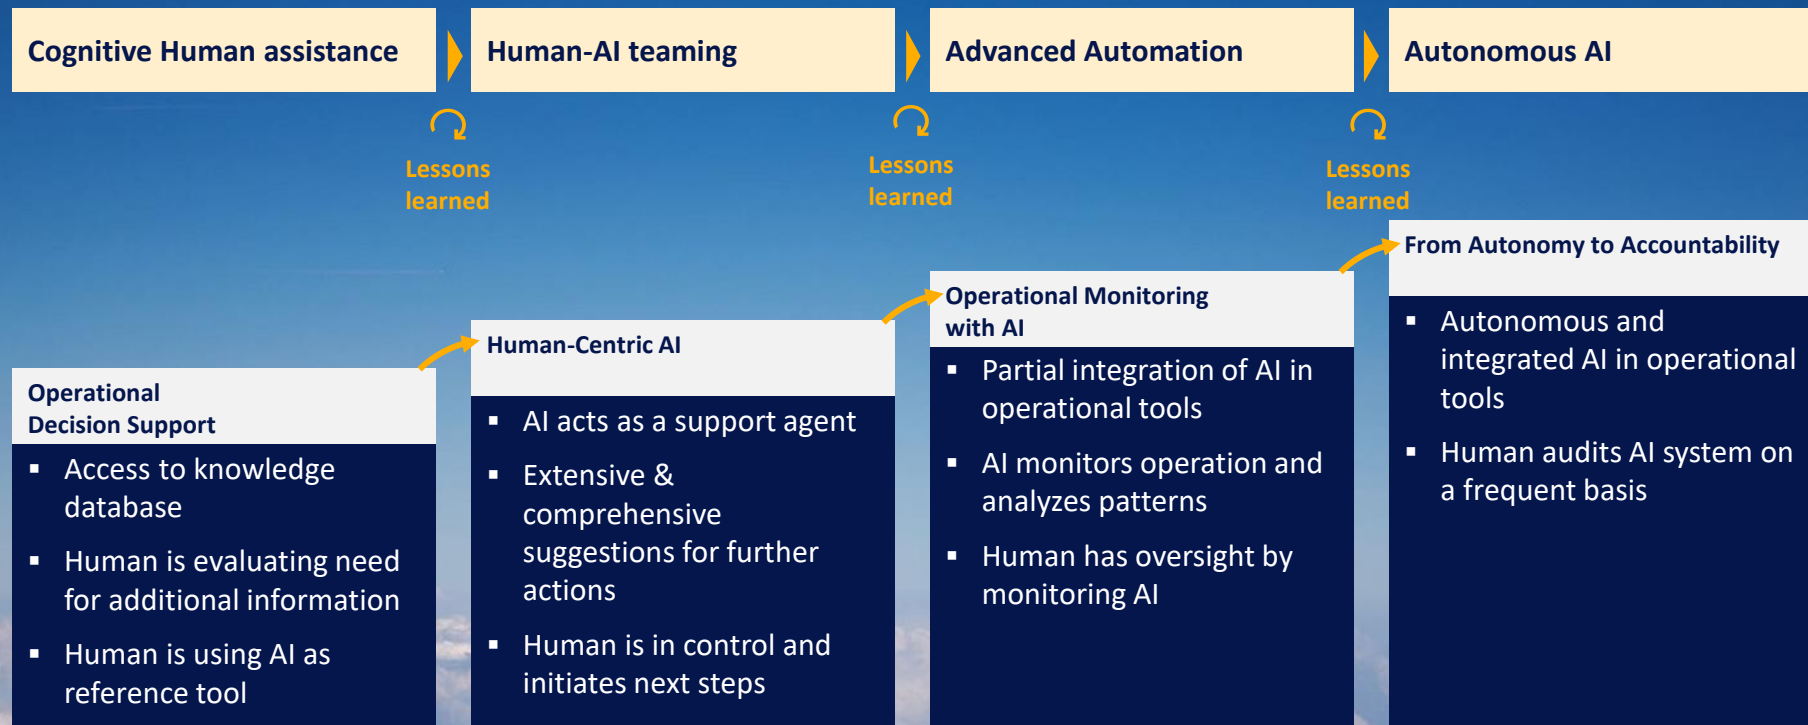 Cognitive Human assistance
Human-AI teaming
Advanced Automation
Autonomous AI
Lessons
learned
Lessons
learned
Lessons
learned
Operational
Decision Support
▪ Access to knowledge
database
▪ Human is evaluating need
for additional information
▪ Human is using AI as
reference tool
Human-Centric AI
▪ AI acts as a support agent
▪ Extensive &
comprehensive
suggestions for further
actions
▪ Human is in control and
initiates next steps
Operational Monitoring
with AI
▪ Partial integration of AI in
operational tools
▪ AI monitors operation and
analyzes patterns
▪ Human has oversight by
monitoring AI
From Autonomy to Accountability
▪ Autonomous and
integrated AI in operational
tools
▪ Human audits AI system on
a frequent basis